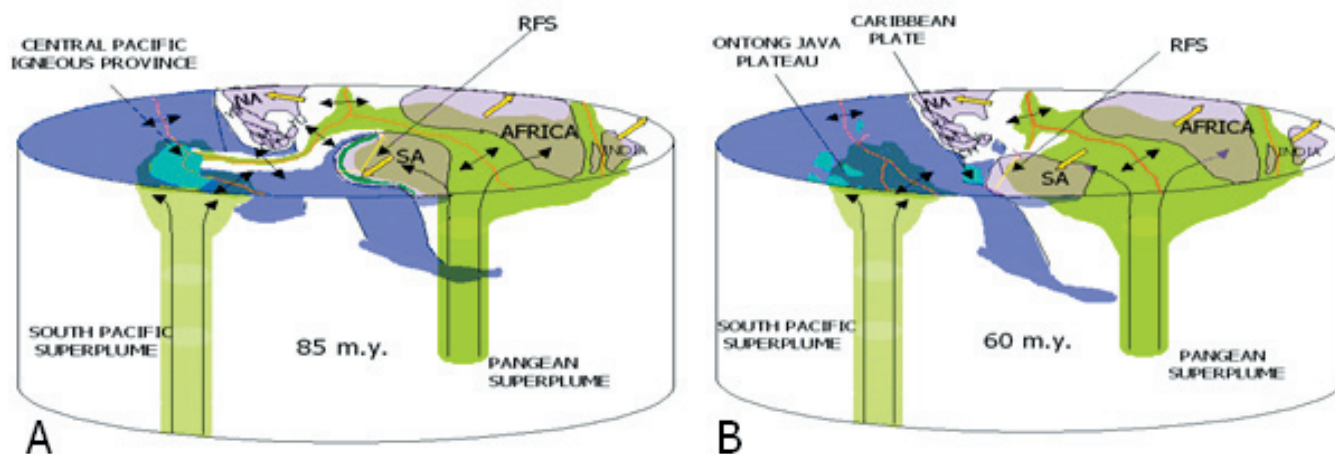 RFS
CENTRAL PACIFIC
IGNEOUS PROVINCE
NA
SA
AFRICA
INDIA
SOUTH PACIFIC
SUPERPLUME
85 m.y.
PANGEAN
SUPERPLUME
A
CARIBBEAN
PLATE
ONTONG JAVA
PLATEAU
RFS
NA
SA
AFRICA
INDIA
SOUTH PACIFIC
SUPERPLUME
60 m.y.
PANGEAN
SUPERPLUME
B